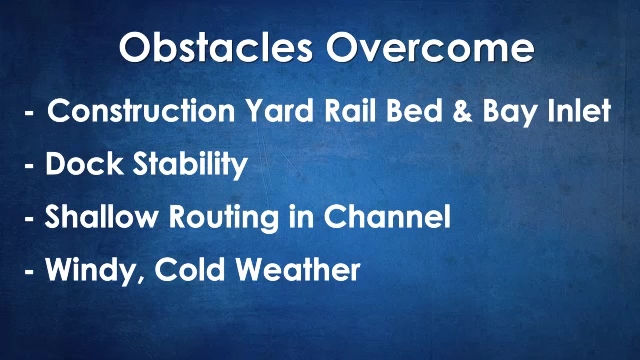 Obstacles Overcome
- Construction Yard Rail Bed & Bay Inlet
- Dock Stability
- Shallow Routing in Channel
- Windy, Cold Weather